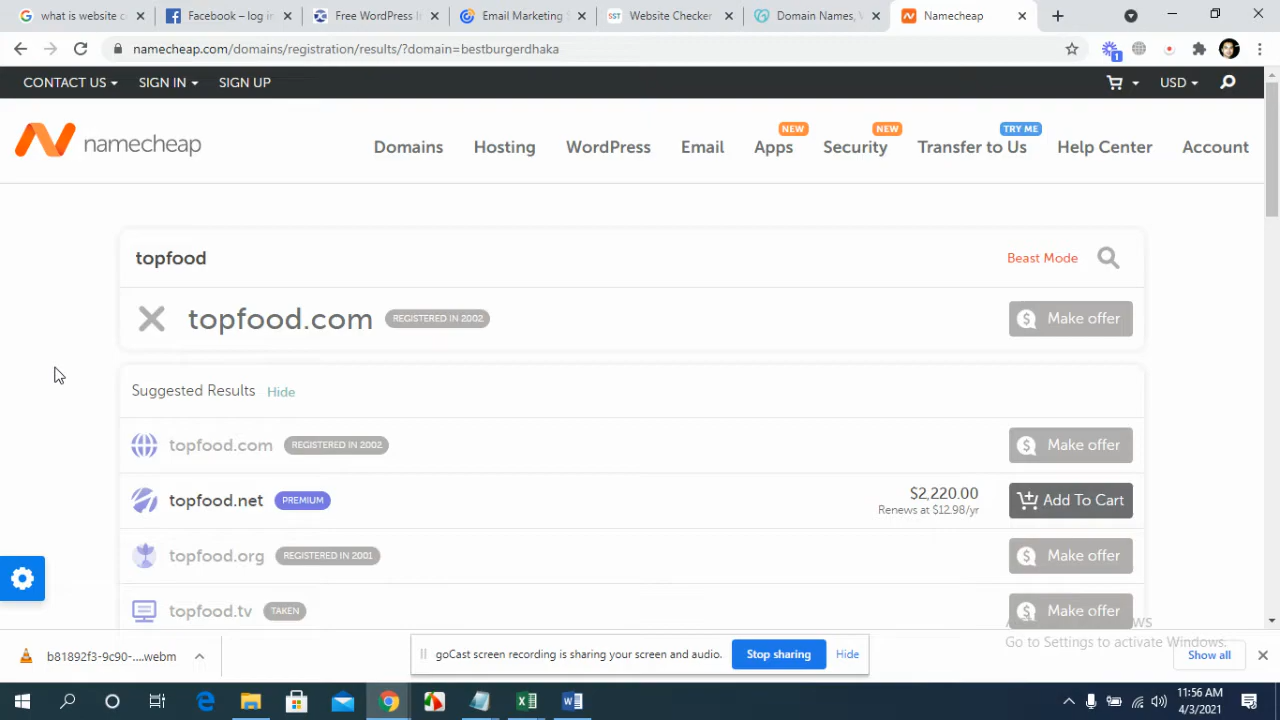 what is website c
Facebook – log i
Free WordPress I
Email Marketing S
SST
Website Checker
Domain Names, V
Namecheap
namecheap.com/domains/registration/results/?domain=bestburgerdhaka
1
CONTACT US
SIGN IN
SIGN UP
USD
namecheap
Domains
Hosting
WordPress
Email
NEW
Apps
NEW
Security
TRY ME
Transfer to Us
Help Center
Account
topfood
Beast Mode
topfood.com
REGISTERED IN 2002
Make offer
Suggested Results
Hide
topfood.com
REGISTERED IN 2002
Make offer
topfood.net
PREMIUM
$2,220.00
Renews at $12.98/yr
Add To Cart
topfood.org
REGISTERED IN 2001
Make offer
topfood.tv
TAKEN
Make offer
Go to Settings to activate Windows.
b81892f3-9c90-....webm
goCast screen recording is sharing your screen and audio.
Stop sharing
Hide
Show all
11:56 AM
4/3/2021